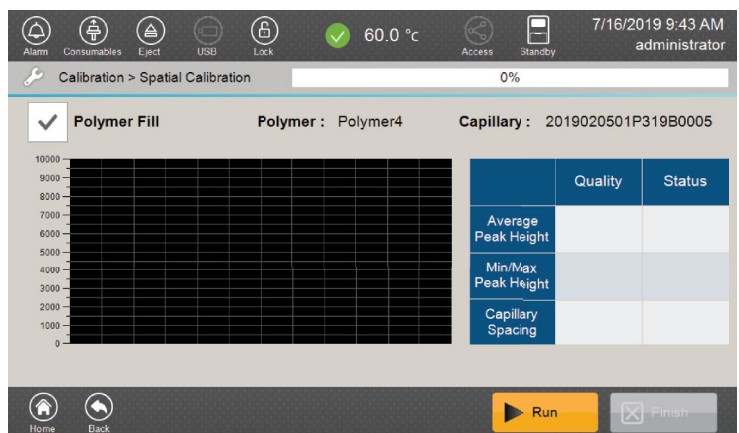 7/16/2019 9:43 AM
60.0 °c
administrator
Alarm Consumables Eject USB Lock Access Standby
Calibration > Spatial Calibration 0%
Polymer Fill Polymer : Polymer4 Capillary : 2019020501P319B0005
10000
9000
8000
7000
6000
5000
4000
3000
2000
1000
0
Quality Status
Average
Peak Height
Min/Max
Peak Height
Capillary
Spacing
Run Finish
Home Back